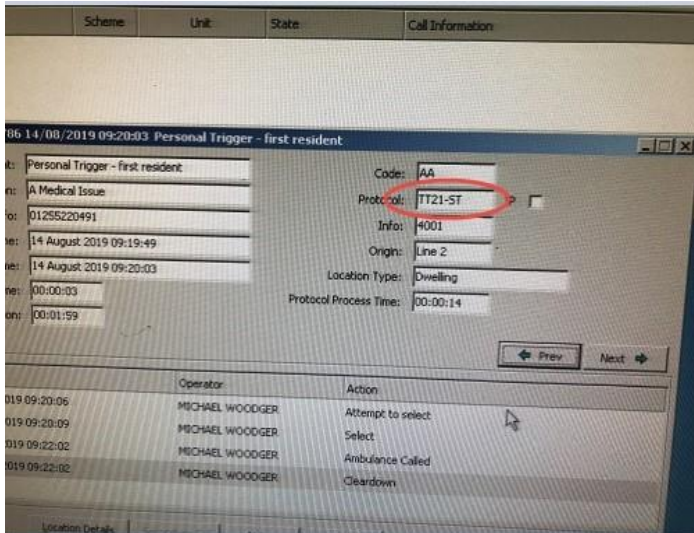 Scheme Unit State Call Information
786 14/08/2019 09:20:03 Personal Trigger - first resident
Personal Trigger - first resident Code: AA
A Medical Issue Protocol: TT21-ST
01255220491 Info: 4001
14 August 2019 09:19:49 Origin: Line 2
14 August 2019 09:20:03 Location Type: Dwelling
00:00:03 Protocol Process Time: 00:00:14
00:01:59
Prev Next
Operator Action
019 09:20:06 MICHAEL WOODGER Attempt to select
019 09:20:09 MICHAEL WOODGER Select
019 09:22:02 MICHAEL WOODGER Ambulance Called
019 09:22:02 MICHAEL WOODGER Cleardown
Location Details